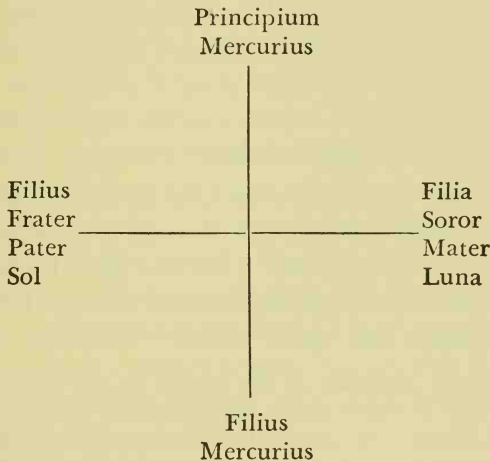 Principium
Mercurius
Filius
Frater
Pater
Sol
Filia
Soror
Mater
Luna
Filius
Mercurius